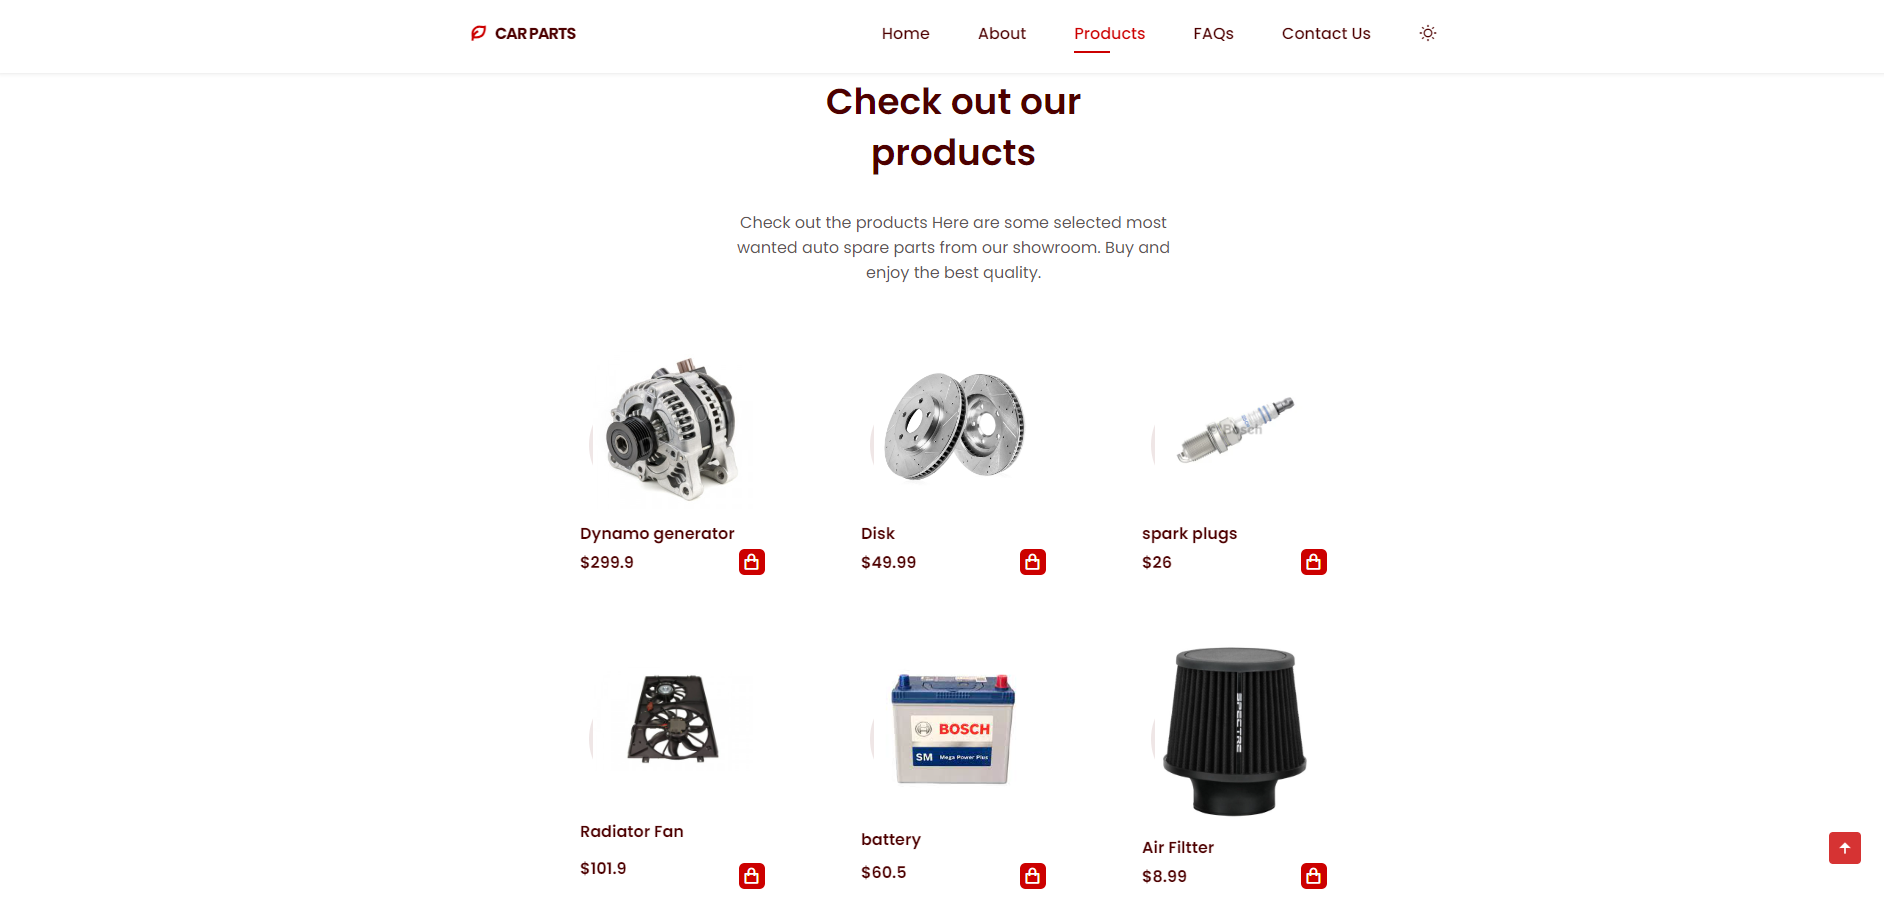 CAR PARTS
Home
About
Products
FAQs
Contact Us
Check out our
products
Check out the products Here are some selected most
wanted auto spare parts from our showroom. Buy and
enjoy the best quality.
Bosch
Dynamo generator
Disk
spark plugs
$299.9
$49.99
$26
BOSCH
SM Mega Power Plus
SPECTRE
Radiator Fan
battery
Air Filtter
$101.9
$60.5
$8.99